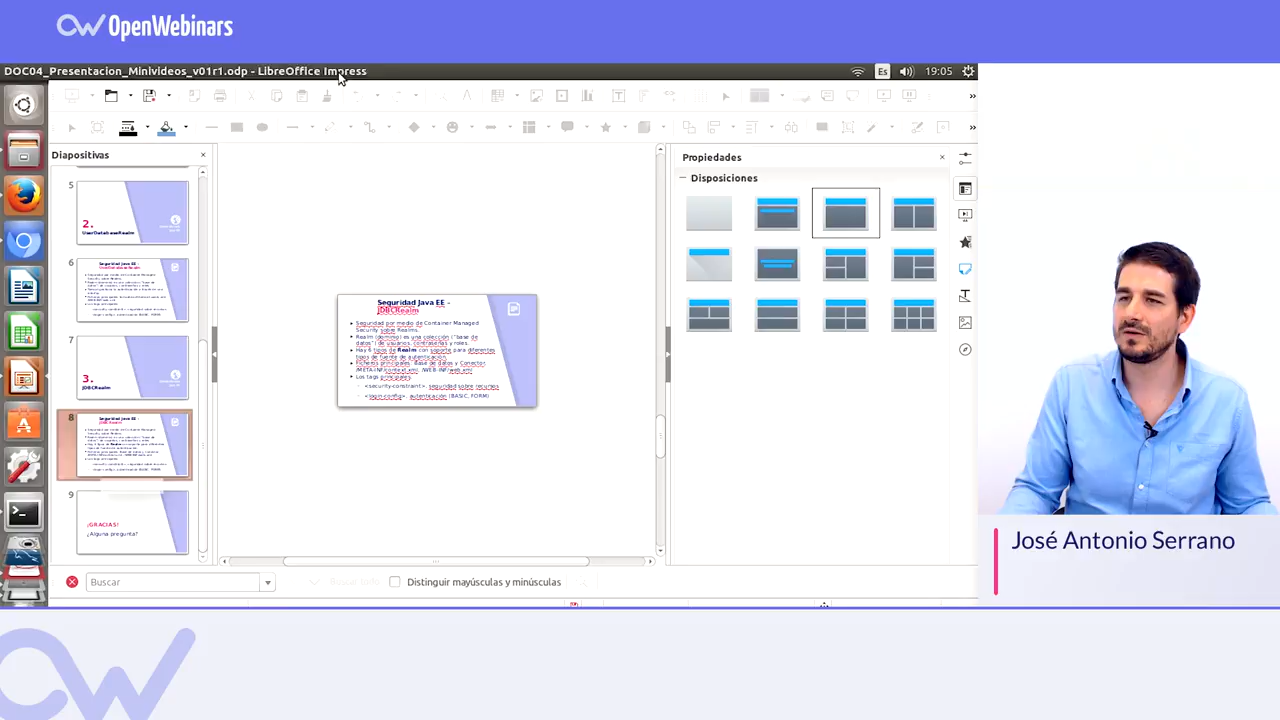 OpenWebinars
DOC04_Presentacion_Minivideos_v01r1.odp - LibreOffice Impress
Es
19:05
Diapositivas
5
2.
UserDatabaseRealm
6
Seguridad Java EE -
UserDatabaseRealm
7
3.
JDBCRealm
8
Seguridad Java EE -
JDBCRealm
9
¡GRACIAS!
¿Alguna pregunta?
Seguridad Java EE -
JDBCRealm
Seguridad por medio de Container Managed
Security sobre Realms.
Realm (dominio) es una colección ("base de
datos") de usuarios, contraseñas y roles.
Hay 6 tipos de Realm con soporte para diferentes
tipos de fuente de autenticación.
Ficheros principales: Base de datos y Conector,
/META-INF/context.xml, /WEB-INF/web.xml
Los tags principales:
<security-constraint>, seguridad sobre recursos
<login-config>, autenticación (BASIC, FORM)
Propiedades
Disposiciones
Buscar
Buscar todo
Distinguir mayúsculas y minúsculas
José Antonio Serrano